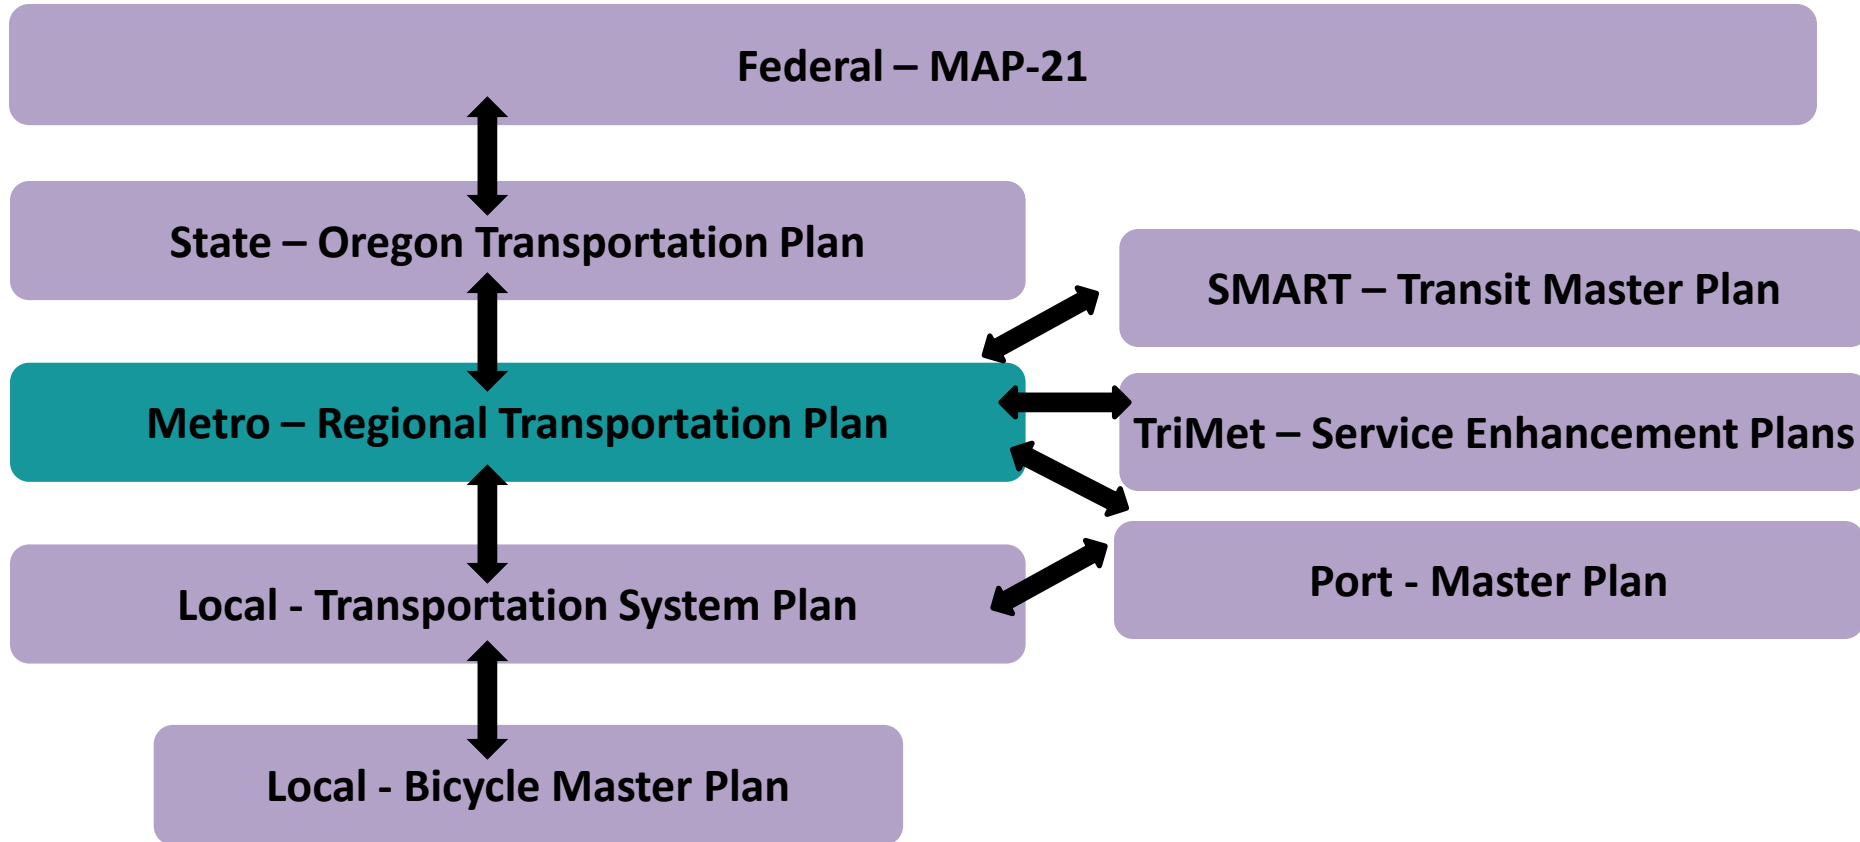 Federal – MAP-21
State – Oregon Transportation Plan
SMART – Transit Master Plan
Metro – Regional Transportation Plan
TriMet – Service Enhancement Plans
Port - Master Plan
Local - Transportation System Plan
Local - Bicycle Master Plan